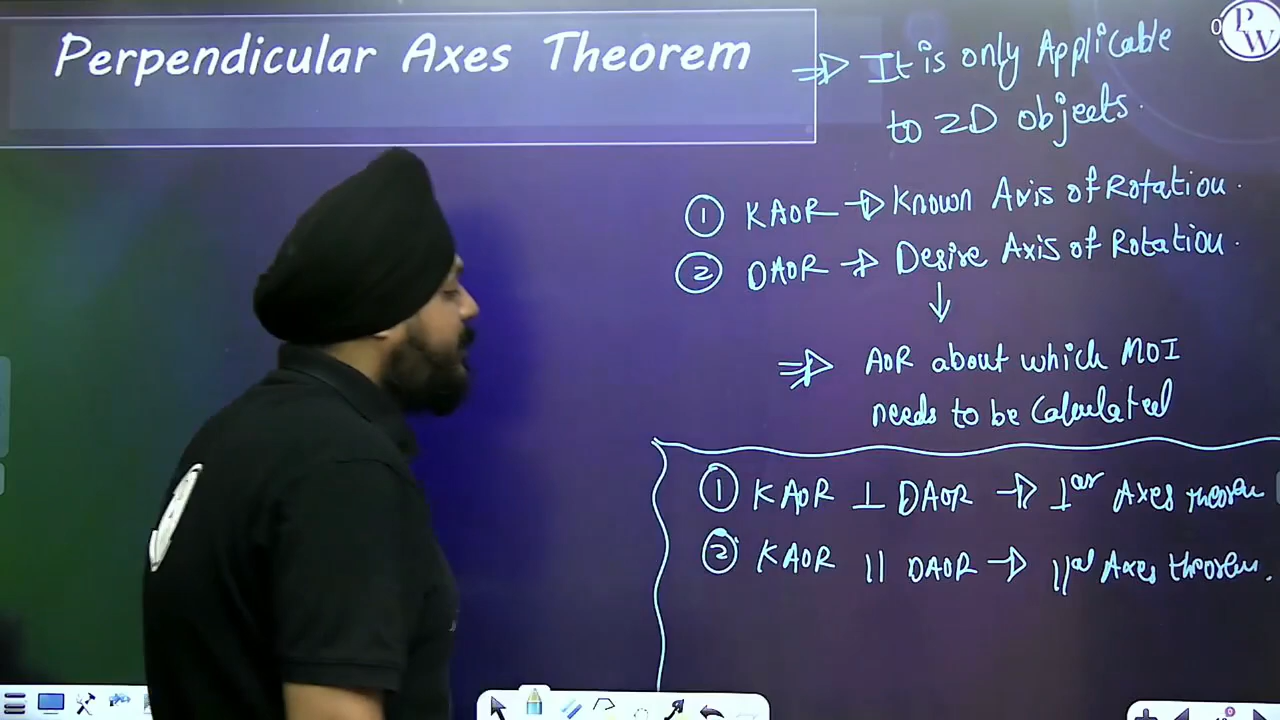 Perpendicular Axes Theorem
⇒ It is only Applicable
to 2D objects.
PW
① KAOR → Known Axis of Rotation.
② DAOR → Desire Axis of Rotation.
↓
⇒ AOR about which MOI
needs to be Calculated
① KAOR ⊥ DAOR → ⊥ar Axes theorem
② KAOR || DAOR → ||al Axes theorem.